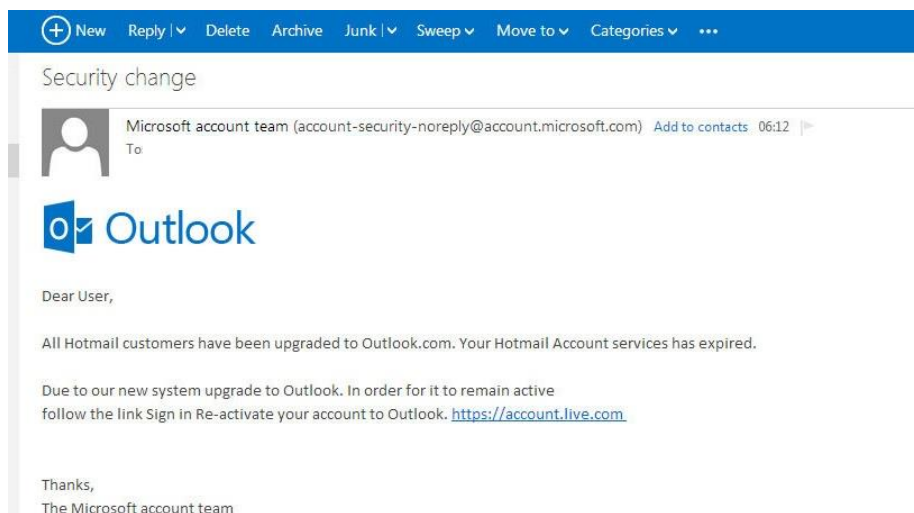 New Reply Delete Archive Junk Sweep Move to Categories •••
Security change
Microsoft account team (account-security-noreply@account.microsoft.com) Add to contacts 06:12
To
Outlook
Dear User,
All Hotmail customers have been upgraded to Outlook.com. Your Hotmail Account services has expired.
Due to our new system upgrade to Outlook. In order for it to remain active
follow the link Sign in Re-activate your account to Outlook. https://account.live.com
Thanks,
The Microsoft account team